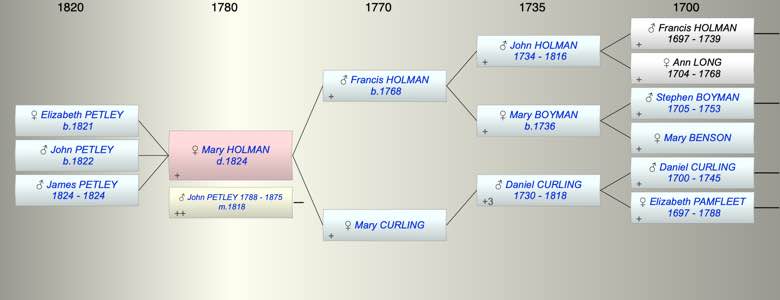 1820
1780
1770
1735
1700
♀ Elizabeth PETLEY
b.1821
♂ John PETLEY
b.1822
♂ James PETLEY
1824 - 1824
♀ Mary HOLMAN
d.1824
+
♂ John PETLEY 1788 - 1875
m.1818
++
♂ Francis HOLMAN
b.1768
+
♀ Mary CURLING
+
♂ John HOLMAN
1734 - 1816
+
♀ Mary BOYMAN
b.1736
+
♂ Daniel CURLING
1730 - 1818
+3
♂ Francis HOLMAN
1697 - 1739
+
♀ Ann LONG
1704 - 1768
+
♂ Stephen BOYMAN
1705 - 1753
+
♀ Mary BENSON
+
♂ Daniel CURLING
1700 - 1745
+
♀ Elizabeth PAMFLEET
1697 - 1788
+